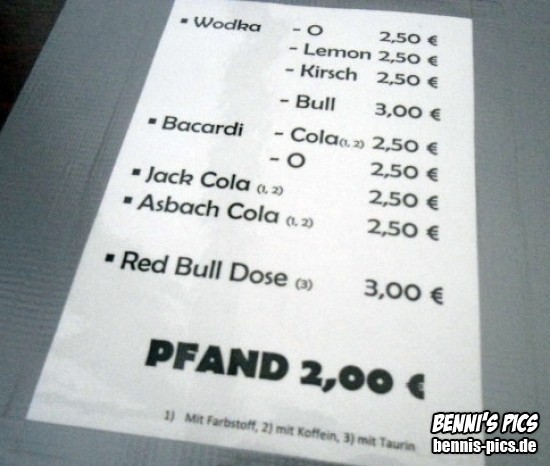 ▪ Wodka - O 2,50 €
- Lemon 2,50 €
- Kirsch 2,50 €
- Bull 3,00 €
▪ Bacardi - Cola(1, 2) 2,50 €
- O 2,50 €
▪ Jack Cola (1, 2) 2,50 €
▪ Asbach Cola (1, 2) 2,50 €
▪ Red Bull Dose (3) 3,00 €
PFAND 2,00 €
1) Mit Farbstoff, 2) mit Koffein, 3) mit Taurin
BENNI'S PICS
bennis-pics.de